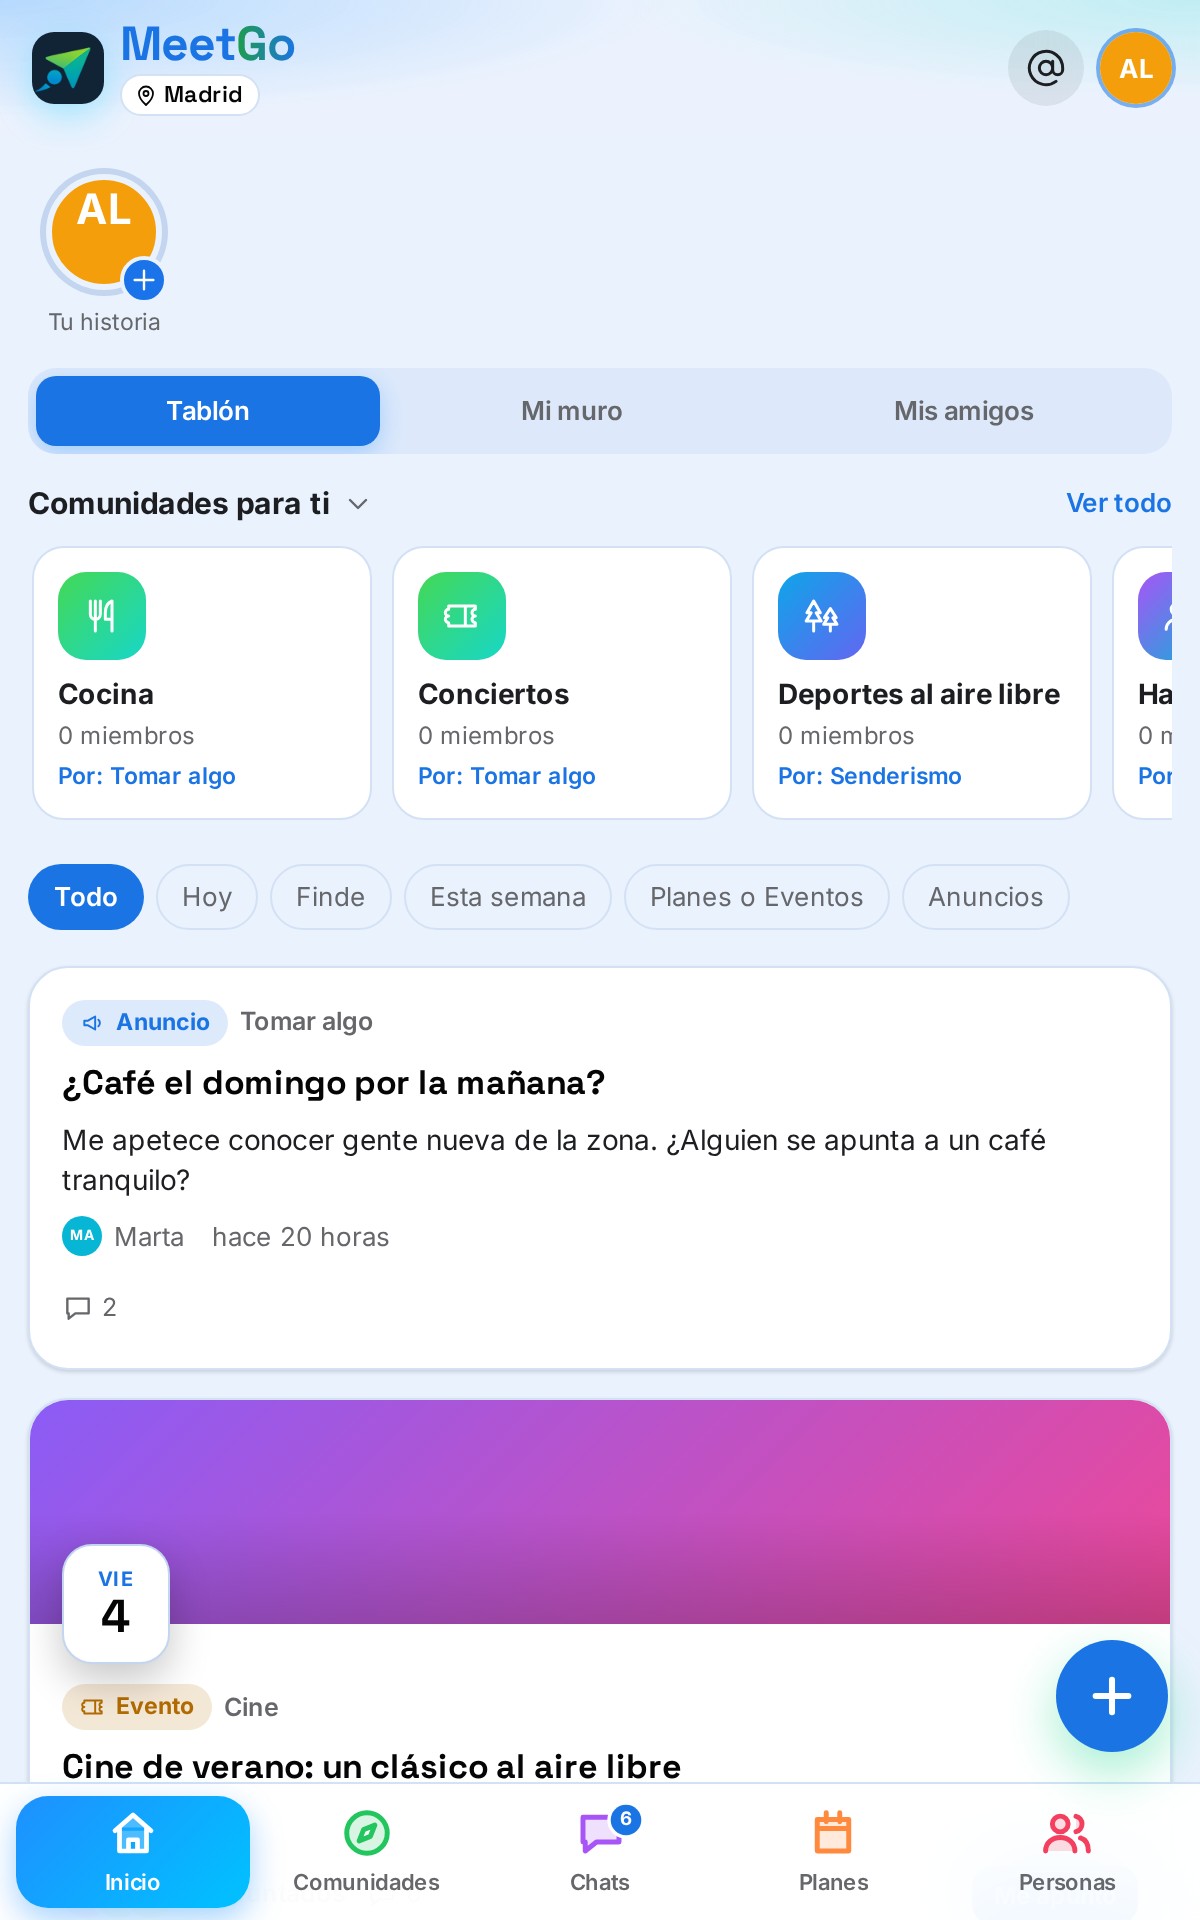 MeetGo
Madrid
@
AL
AL
Tu historia
Tablón
Mi muro
Mis amigos
Comunidades para ti
Ver todo
Cocina
0 miembros
Por: Tomar algo
Conciertos
0 miembros
Por: Tomar algo
Deportes al aire libre
0 miembros
Por: Senderismo
Ha
0 m
Por
Todo
Hoy
Finde
Esta semana
Planes o Eventos
Anuncios
Anuncio
Tomar algo
¿Café el domingo por la mañana?
Me apetece conocer gente nueva de la zona. ¿Alguien se apunta a un café
tranquilo?
MA
Marta
hace 20 horas
2
VIE
4
Evento
Cine
Cine de verano: un clásico al aire libre
Inicio
Comunidades
6
Chats
Planes
Personas